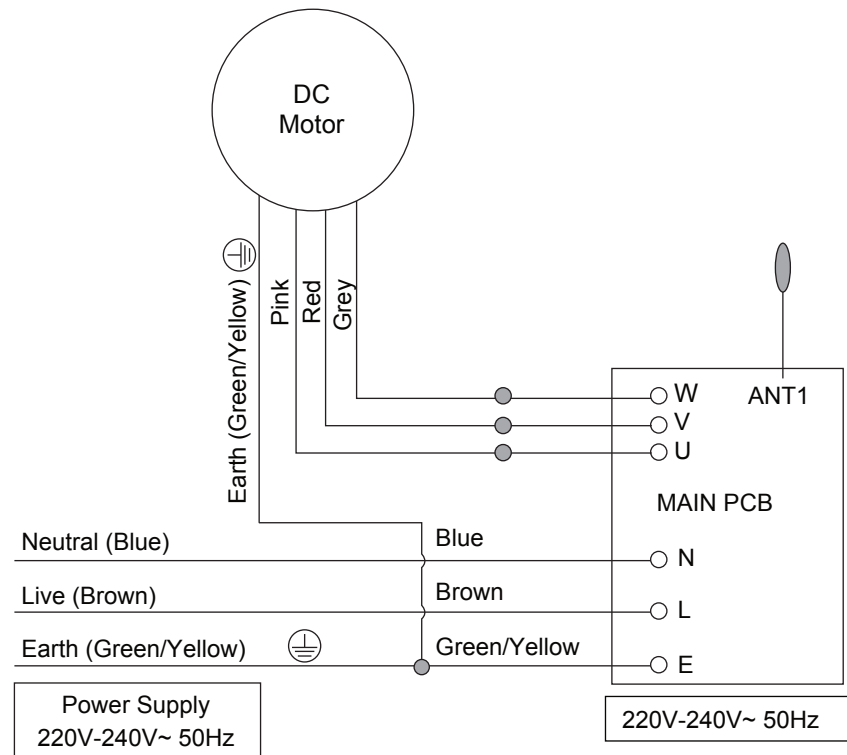 DC
Motor
Earth (Green/Yellow)
Pink
Red
Grey
W
ANT1
V
U
MAIN PCB
Neutral (Blue)
Blue
N
Live (Brown)
Brown
L
Earth (Green/Yellow)
Green/Yellow
E
Power Supply
220V-240V~ 50Hz
220V-240V~ 50Hz